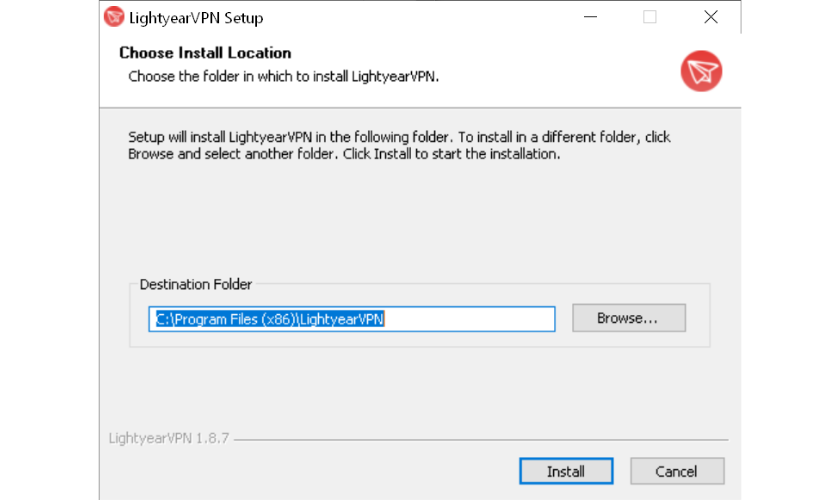 LightyearVPN Setup
Choose Install Location
Choose the folder in which to install LightyearVPN.
Setup will install LightyearVPN in the following folder. To install in a different folder, click
Browse and select another folder. Click Install to start the installation.
Destination Folder
C:\Program Files (x86)\LightyearVPN
Browse...
LightyearVPN 1.8.7
Install
Cancel